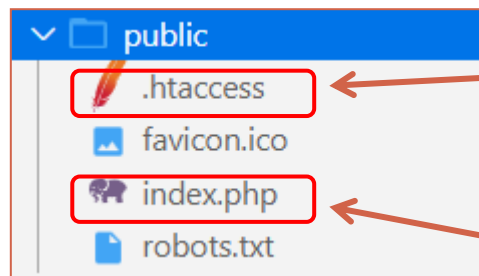 public
.htaccess
favicon.ico
index.php
robots.txt